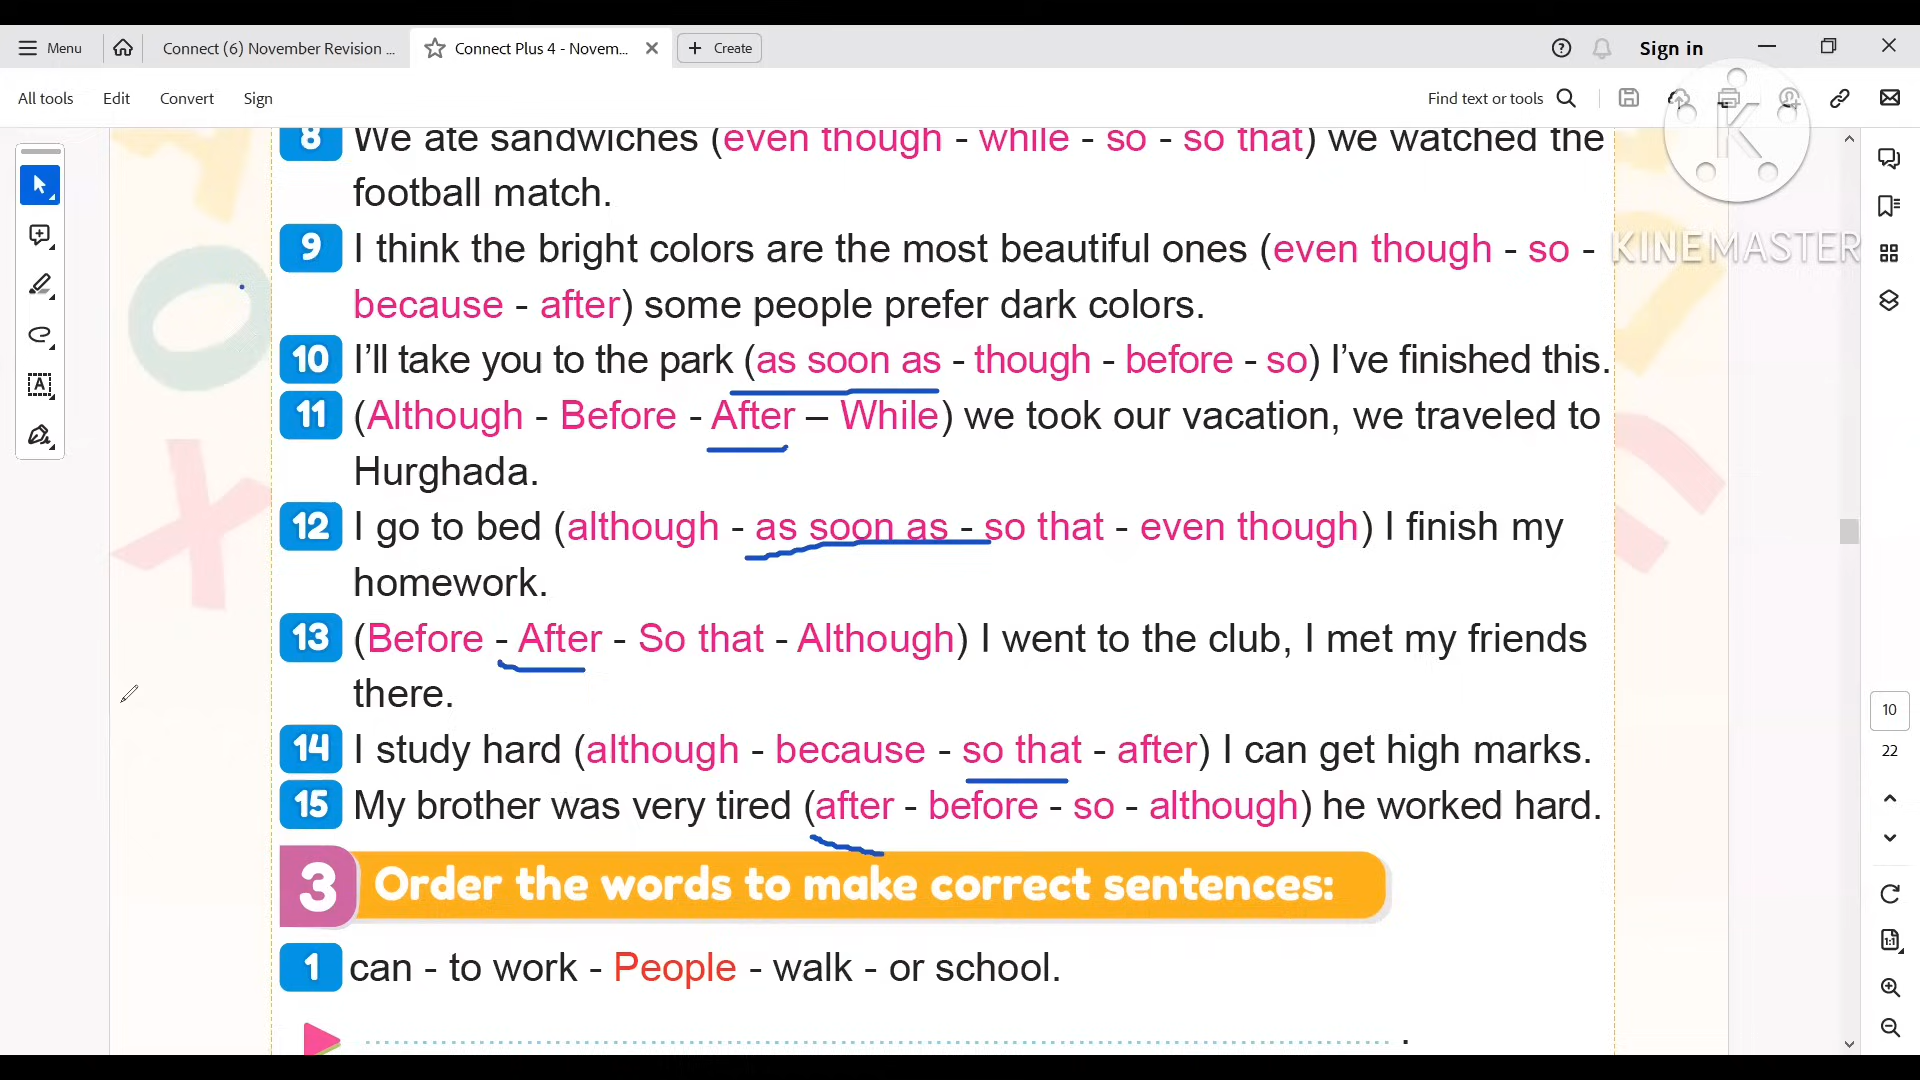 Menu Connect (6) November Revision ... Connect Plus 4 - Novem... Create Sign in
All tools Edit Convert Sign Find text or tools
8 We ate sandwiches (even though - while - so - so that) we watched the
football match.
9 I think the bright colors are the most beautiful ones (even though - so -
KINEMASTER
because - after) some people prefer dark colors.
10 I’ll take you to the park (as soon as - though - before - so) I’ve finished this.
11 (Although - Before - After – While) we took our vacation, we traveled to
Hurghada.
12 I go to bed (although - as soon as - so that - even though) I finish my
homework.
13 (Before - After - So that - Although) I went to the club, I met my friends
there.
14 I study hard (although - because - so that - after) I can get high marks.
15 My brother was very tired (after - before - so - although) he worked hard.
3 Order the words to make correct sentences:
1 can - to work - People - walk - or school.
10
22